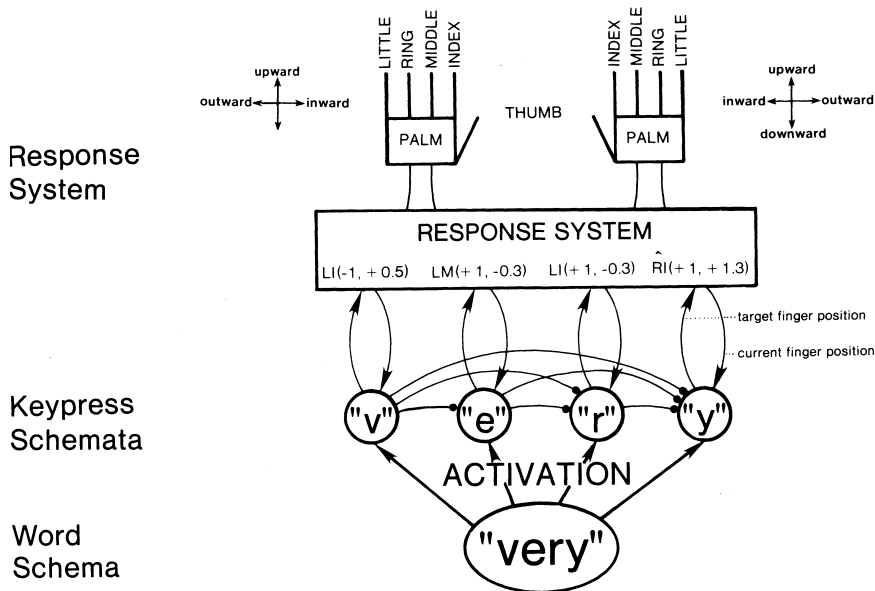 LITTLE
RING
MIDDLE
INDEX
INDEX
MIDDLE
RING
LITTLE
upward
outward
inward
upward
inward
outward
downward
THUMB
PALM
PALM
Response
System
RESPONSE SYSTEM
LI(-1, + 0.5) LM(+ 1, -0.3) LI(+ 1, -0.3) R̂I(+ 1, + 1.3)
target finger position
current finger position
Keypress
Schemata
"v" "e" "r" "y"
ACTIVATION
Word
Schema
"very"